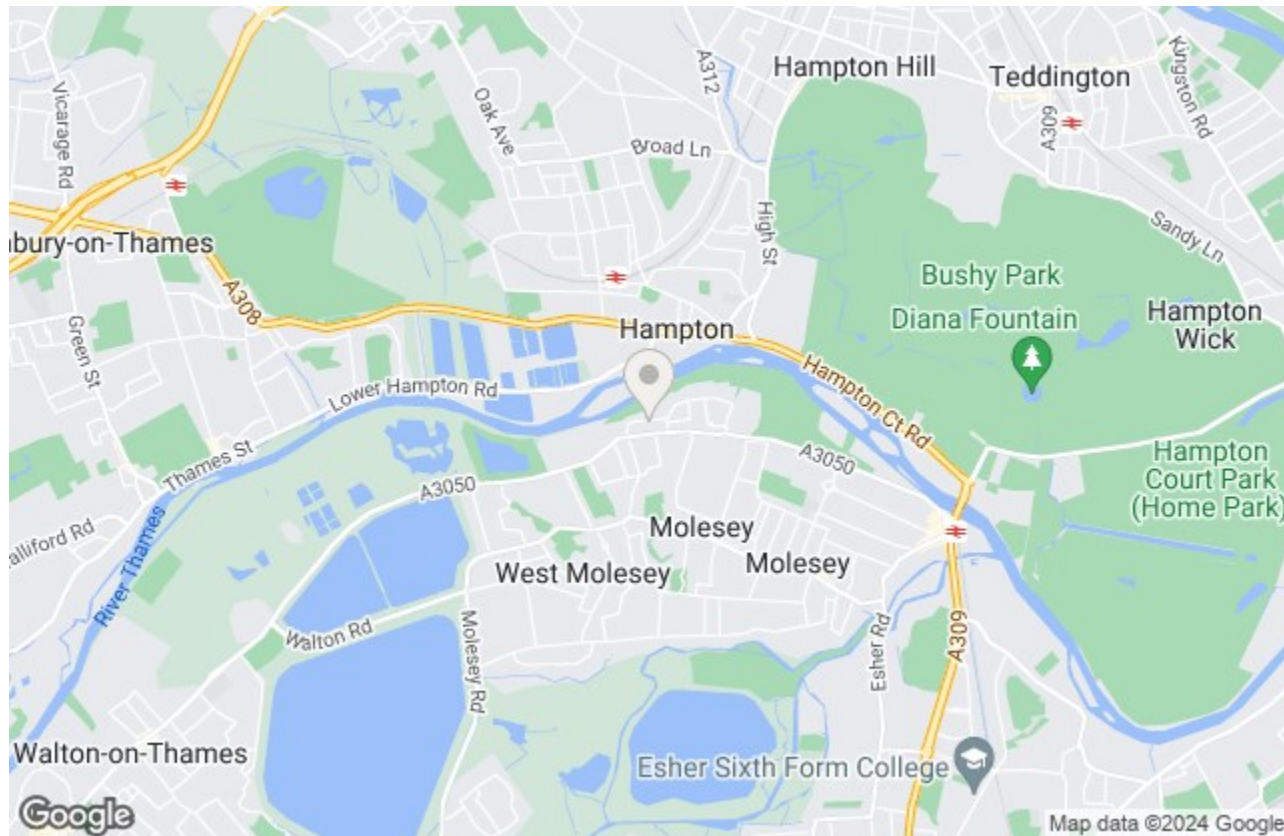 Hampton Hill
Teddington
A312
Kingston Rd
Vicarage Rd
Oak Ave
A309
Broad Ln
High St
Sandy Ln
nbury-on-Thames
Bushy Park
Diana Fountain
A308
Hampton
Hampton
Wick
Green St
Lower Hampton Rd
Hampton Ct Rd
Thames St
A3050
A3050
Hampton
Court Park
(Home Park)
alliford Rd
River Thames
Molesey
West Molesey
Molesey
Walton Rd
Molesey Rd
Esher Rd
A309
Walton-on-Thames
Esher Sixth Form College
Google
Map data ©2024 Google